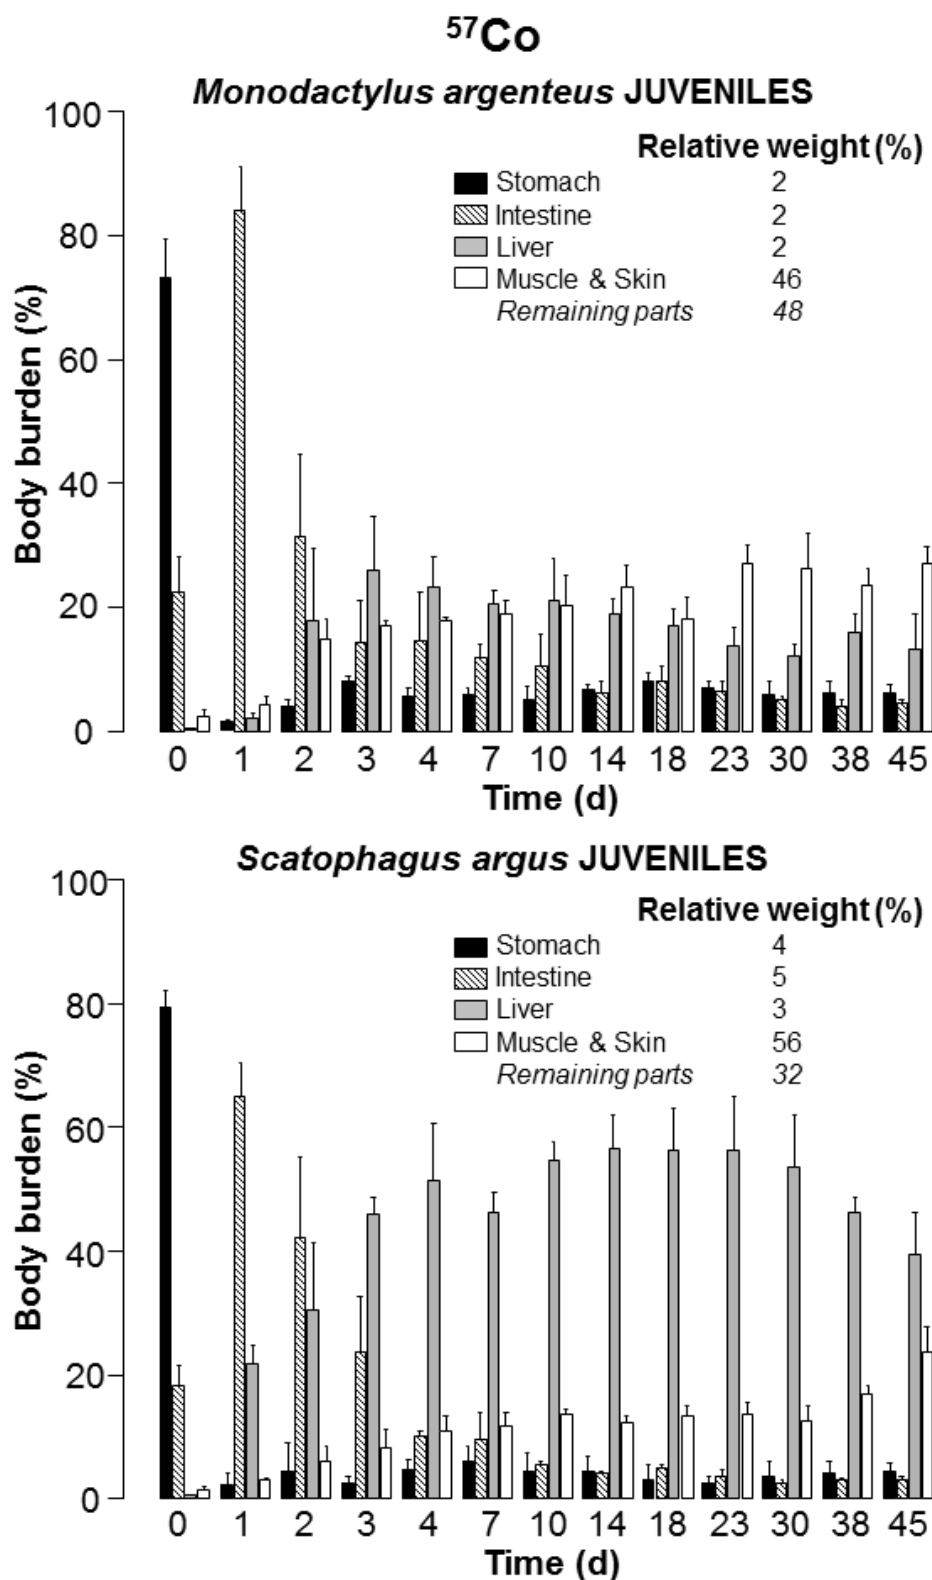 ⁵⁷Co
Monodactylus argenteus JUVENILES
Relative weight (%)
Stomach 2
Intestine 2
Liver 2
Muscle & Skin 46
Remaining parts 48
Body burden (%)
100
80
60
40
20
0
0 1 2 3 4 7 10 14 18 23 30 38 45
Time (d)
Scatophagus argus JUVENILES
Relative weight (%)
Stomach 4
Intestine 5
Liver 3
Muscle & Skin 56
Remaining parts 32
Body burden (%)
100
80
60
40
20
0
0 1 2 3 4 7 10 14 18 23 30 38 45
Time (d)